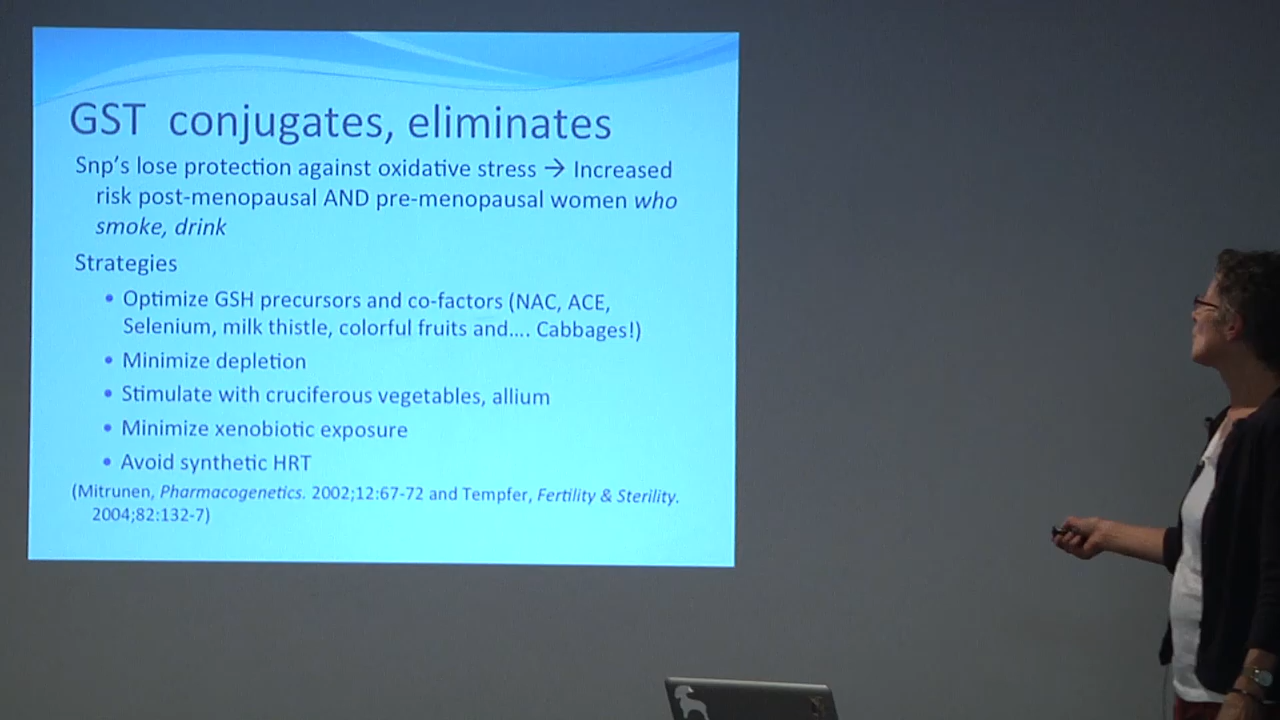 GST conjugates, eliminates
Snp's lose protection against oxidative stress → Increased
risk post-menopausal AND pre-menopausal women who
smoke, drink
Strategies
• Optimize GSH precursors and co-factors (NAC, ACE,
Selenium, milk thistle, colorful fruits and…. Cabbages!)
• Minimize depletion
• Stimulate with cruciferous vegetables, allium
• Minimize xenobiotic exposure
• Avoid synthetic HRT
(Mitrunen, Pharmacogenetics. 2002;12:67-72 and Tempfer, Fertility & Sterility.
2004;82:132-7)